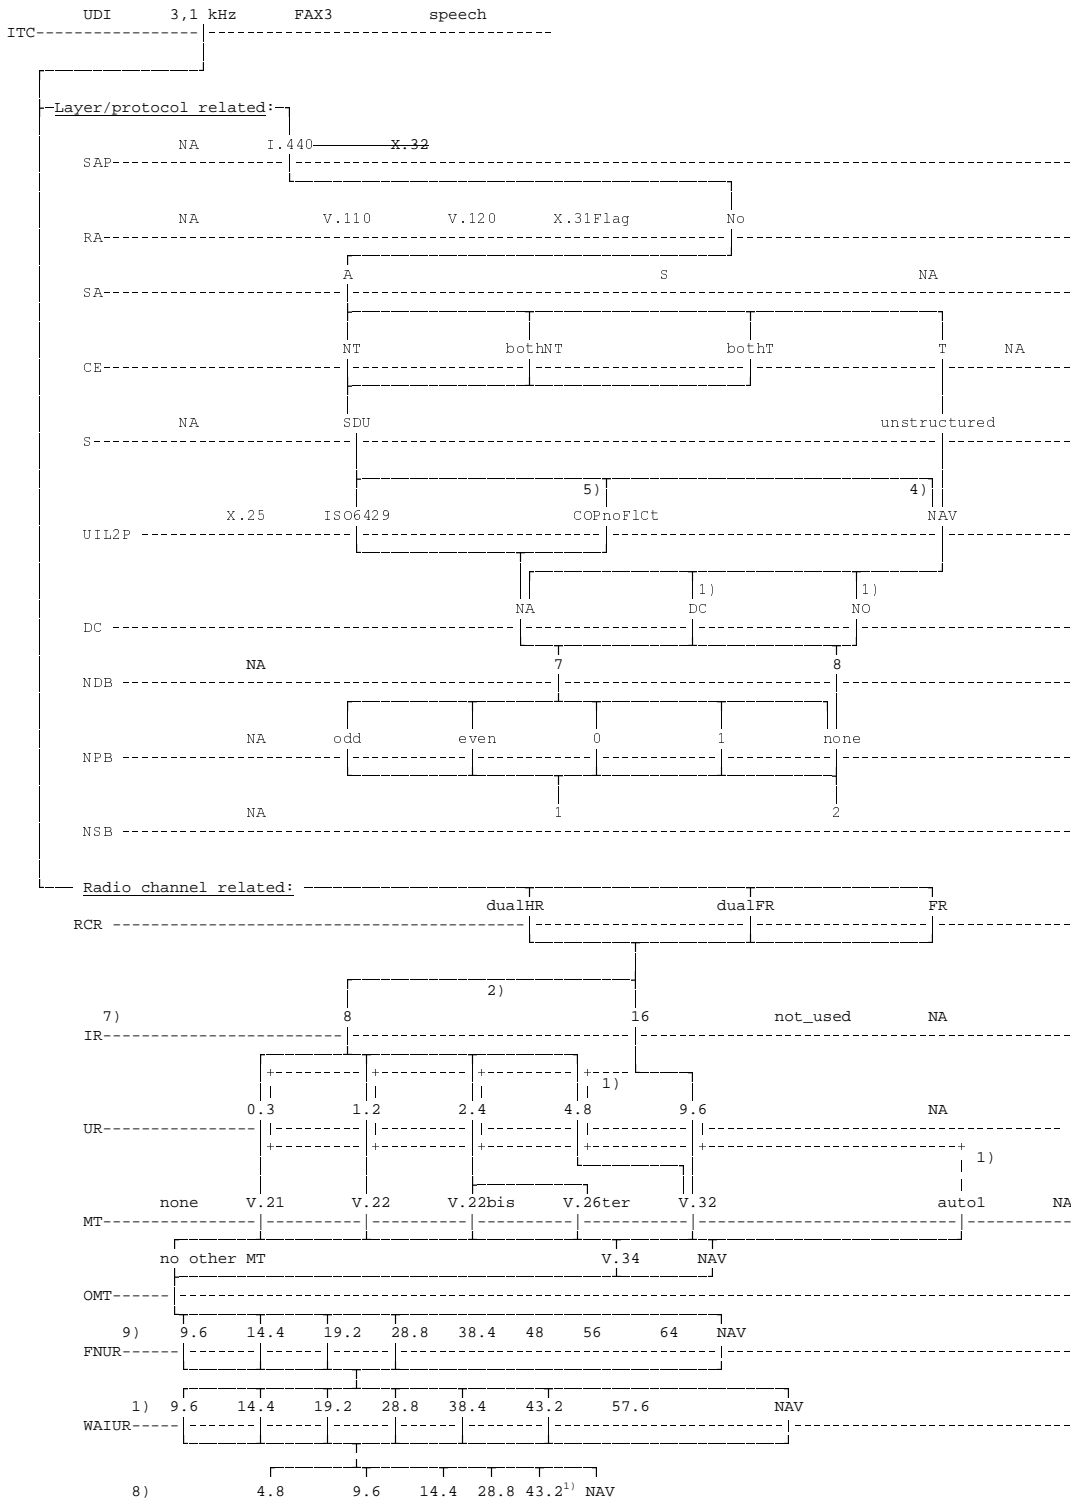 UDI 3,1 kHz FAX3 speech
ITC
Layer/protocol related:
NA I.440 X.32
SAP
NA V.110 V.120 X.31Flag No
RA
A S NA
SA
NT bothNT bothT T NA
CE
NA SDU unstructured
S
5) 4)
X.25 ISO6429 COPnoFlCt NAV
UIL2P
1) 1)
NA DC NO
DC
NA 7 8
NDB
NA odd even 0 1 none
NPB
NA 1 2
NSB
Radio channel related:
dualHR dualFR FR
RCR
2)
7) 8 16 not_used NA
IR
1)
0.3 1.2 2.4 4.8 9.6 NA
UR
1)
none V.21 V.22 V.22bis V.26ter V.32 auto1 NA
MT
no other MT V.34 NAV
OMT
9) 9.6 14.4 19.2 28.8 38.4 48 56 64 NAV
FNUR
1) 9.6 14.4 19.2 28.8 38.4 43.2 57.6 NAV
WAIUR
8) 4.8 9.6 14.4 28.8 43.2 1) NAV